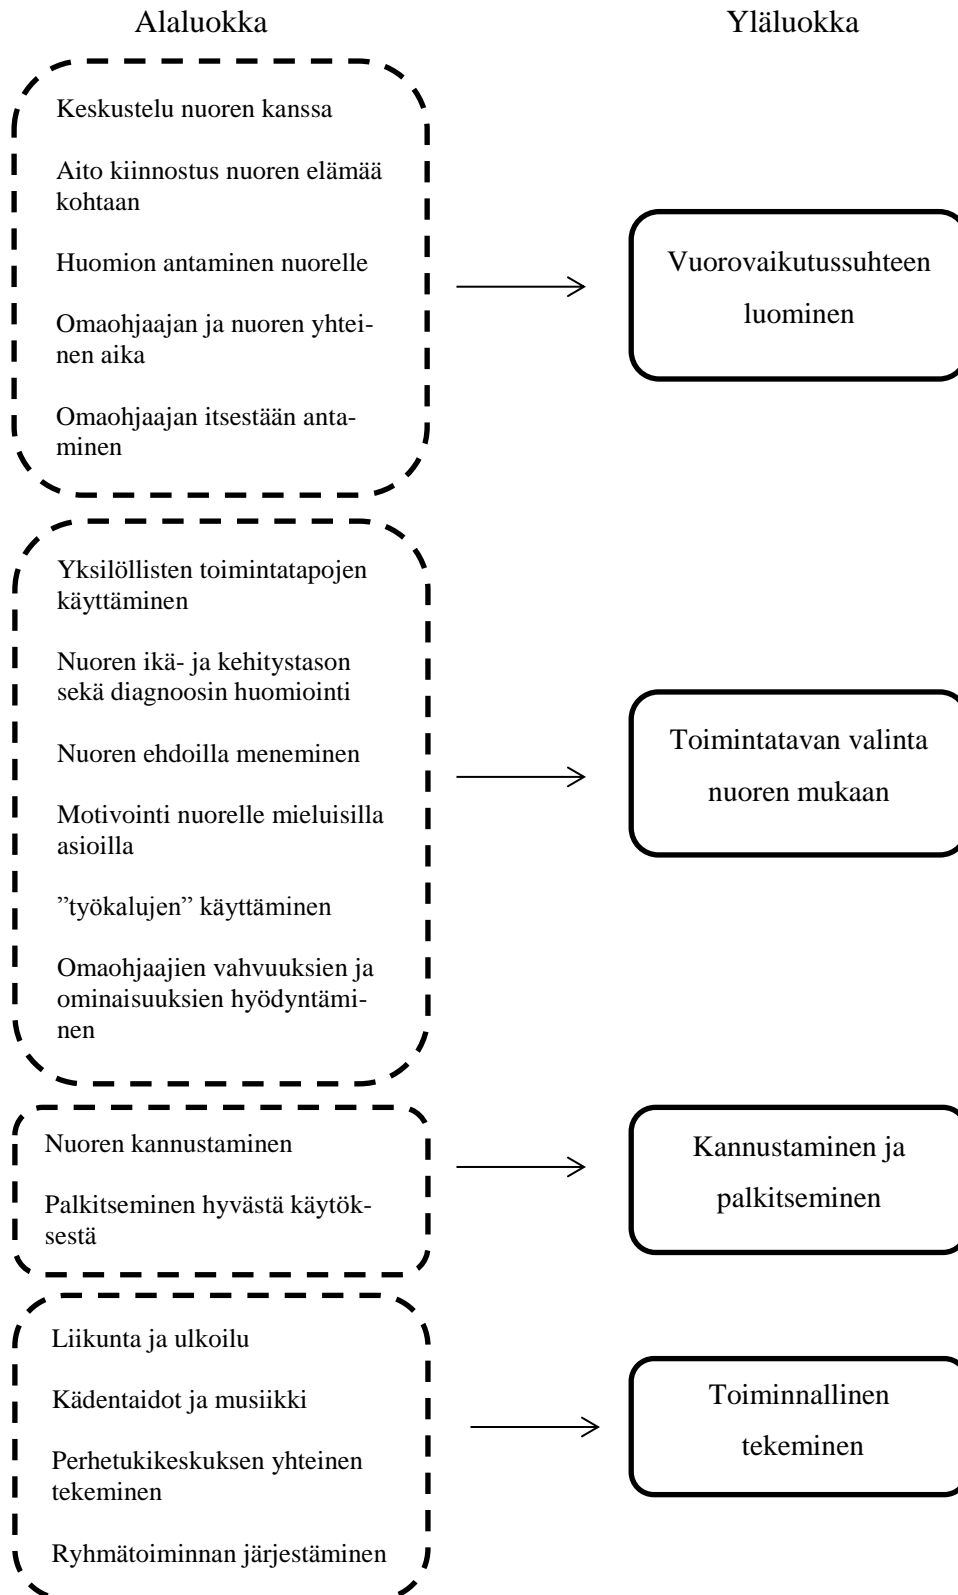 Alaluokka
Yläluokka
Keskustelu nuoren kanssa
Aito kiinnostus nuoren elämää
kohtaan
Huomion antaminen nuorelle
Omaohjaajan ja nuoren yhtei-
nen aika
Omaohjaajan itsestään anta-
minen
Vuorovaikutussuhteen
luominen
Yksilöllisten toimintatapojen
käyttäminen
Nuoren ikä- ja kehitystason
sekä diagnoosin huomiointi
Nuoren ehdoilla meneminen
Motivointi nuorelle mieluisilla
asioilla
”työkalujen” käyttäminen
Omaohjaajien vahvuuksien ja
ominaisuuksien hyödyntämi-
nen
Toimintatavan valinta
nuoren mukaan
Nuoren kannustaminen
Palkitseminen hyvästä käytök-
sestä
Kannustaminen ja
palkitseminen
Liikunta ja ulkoilu
Kädentaidot ja musiikki
Perhetukikeskuksen yhteinen
tekeminen
Ryhmätoiminnan järjestäminen
Toiminnallinen
tekeminen